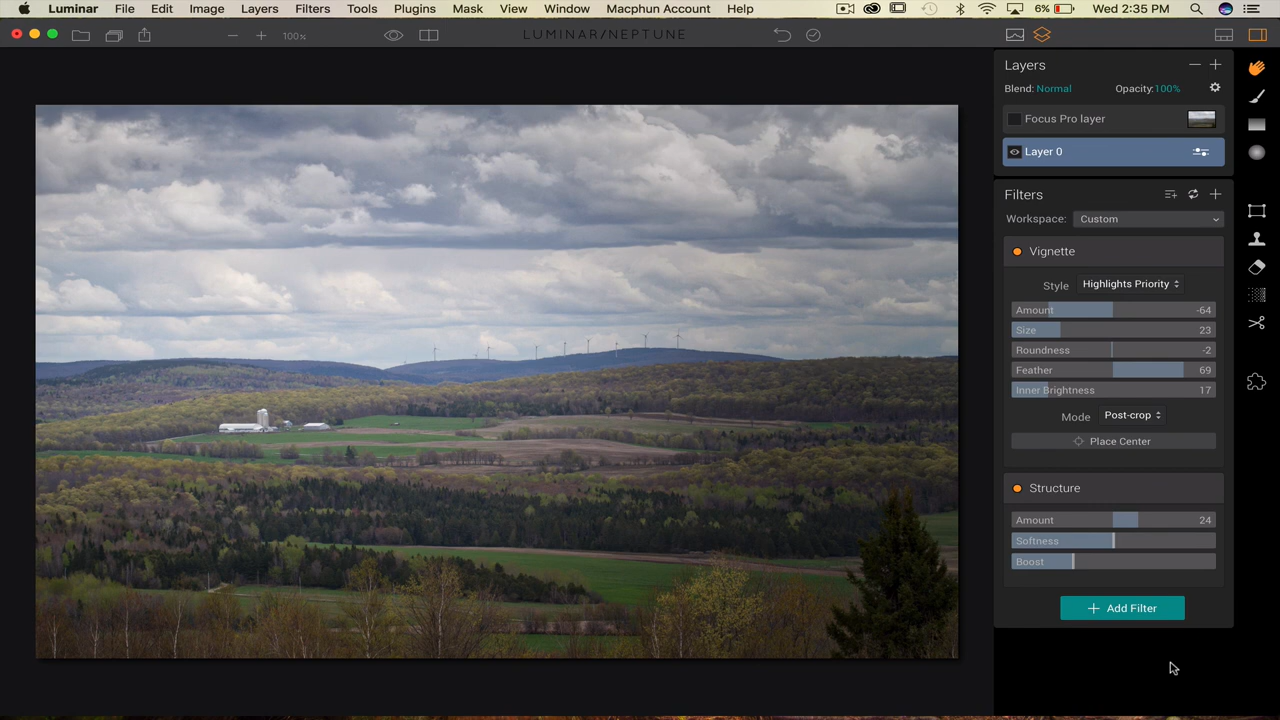 Luminar File Edit Image Layers Filters Tools Plugins Mask View Window Macphun Account Help 6% Wed 2:35 PM
100% LUMINAR/NEPTUNE
Layers
Blend: Normal Opacity:100%
Focus Pro layer
Layer 0
Filters
Workspace: Custom
Vignette
Style Highlights Priority
Amount -64
Size 23
Roundness -2
Feather 69
Inner Brightness 17
Mode Post-crop
Place Center
Structure
Amount 24
Softness
Boost
+ Add Filter